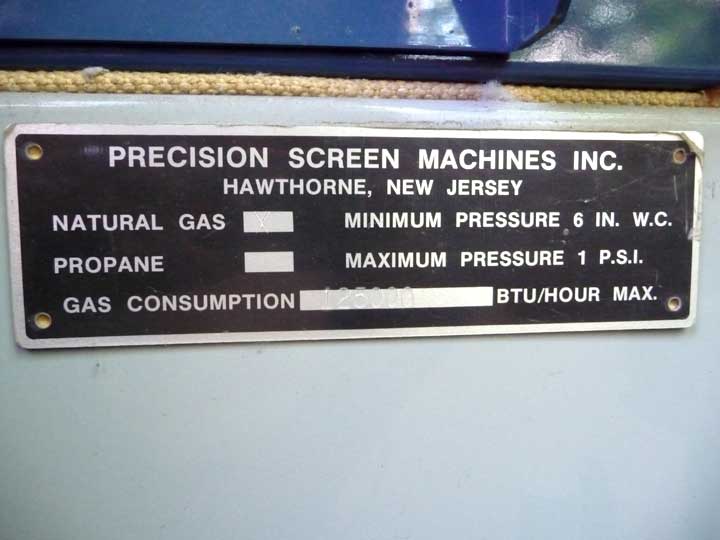 PRECISION SCREEN MACHINES INC.
HAWTHORNE, NEW JERSEY
NATURAL GAS X MINIMUM PRESSURE 6 IN. W.C.
PROPANE MAXIMUM PRESSURE 1 P.S.I.
GAS CONSUMPTION 125000 BTU/HOUR MAX.